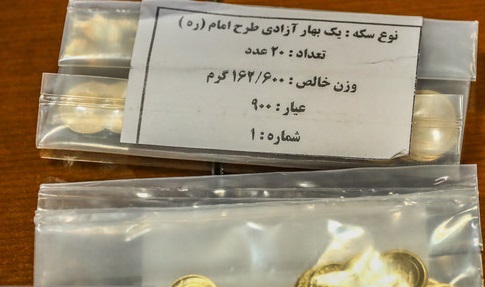 نوع سکه : یک بهار آزادی طرح امام (ره)
تعداد : ۲۰ عدد
وزن خالص : ۱۶۲/۶۰۰ گرم
عیار : ۹۰۰
شماره : ۱